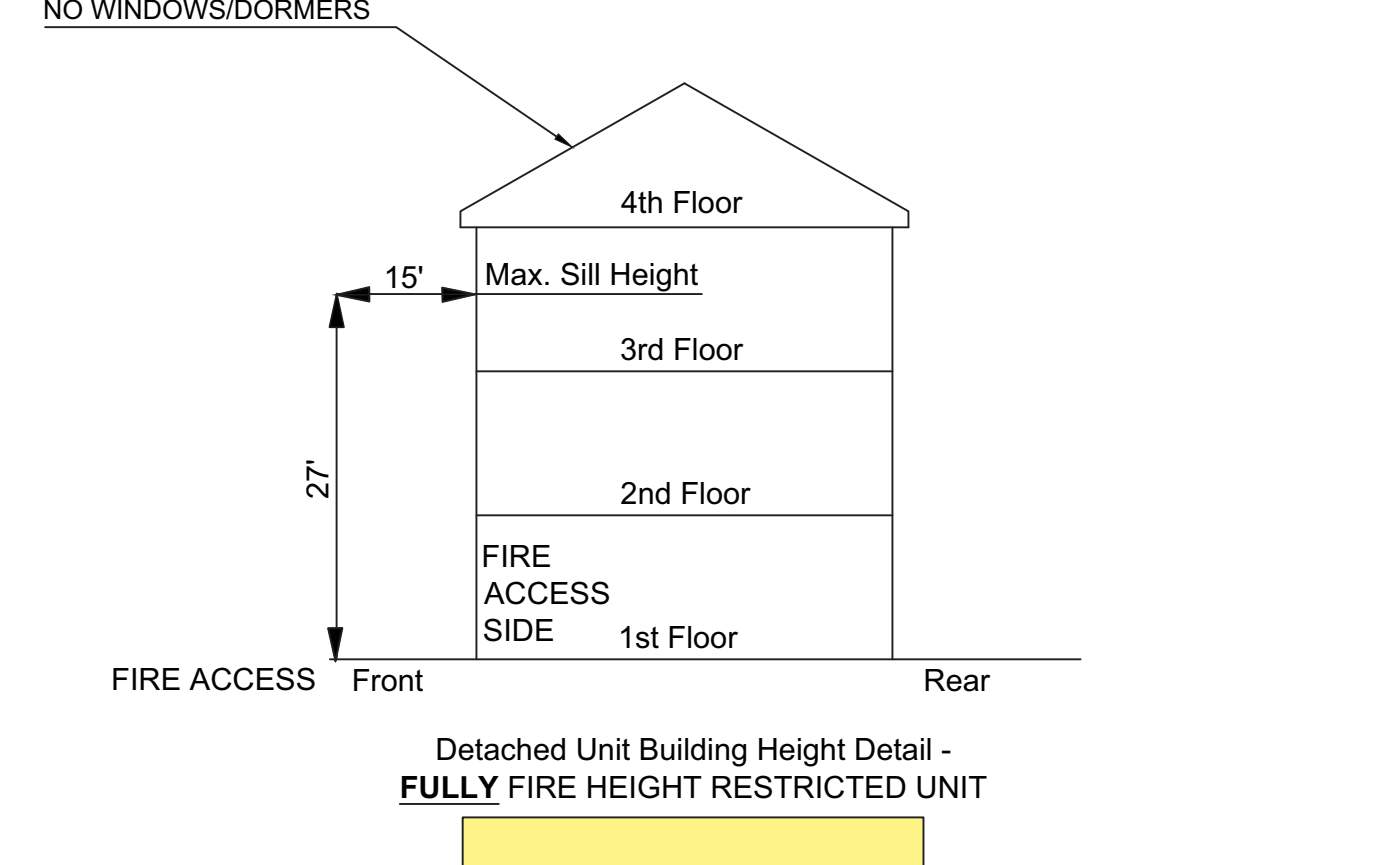 NO WINDOWS/DORMERS
4th Floor
15'
Max. Sill Height
3rd Floor
27'
2nd Floor
FIRE
ACCESS
SIDE
1st Floor
FIRE ACCESS
Front
Rear
Detached Unit Building Height Detail -
FULLY FIRE HEIGHT RESTRICTED UNIT